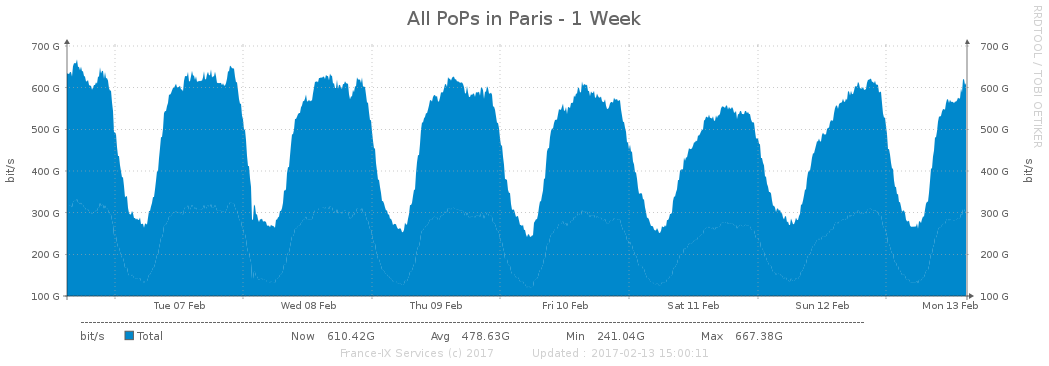 All PoPs in Paris - 1 Week
RRDTOOL / TOBI OETIKER
700 G 700 G
600 G 600 G
500 G 500 G
400 G 400 G
300 G 300 G
200 G 200 G
100 G 100 G
bit/s
bit/s
Tue 07 Feb Wed 08 Feb Thu 09 Feb Fri 10 Feb Sat 11 Feb Sun 12 Feb Mon 13 Feb
bit/s Total Now 610.42G Avg 478.63G Min 241.04G Max 667.38G
France-IX Services (c) 2017 Updated : 2017-02-13 15:00:11